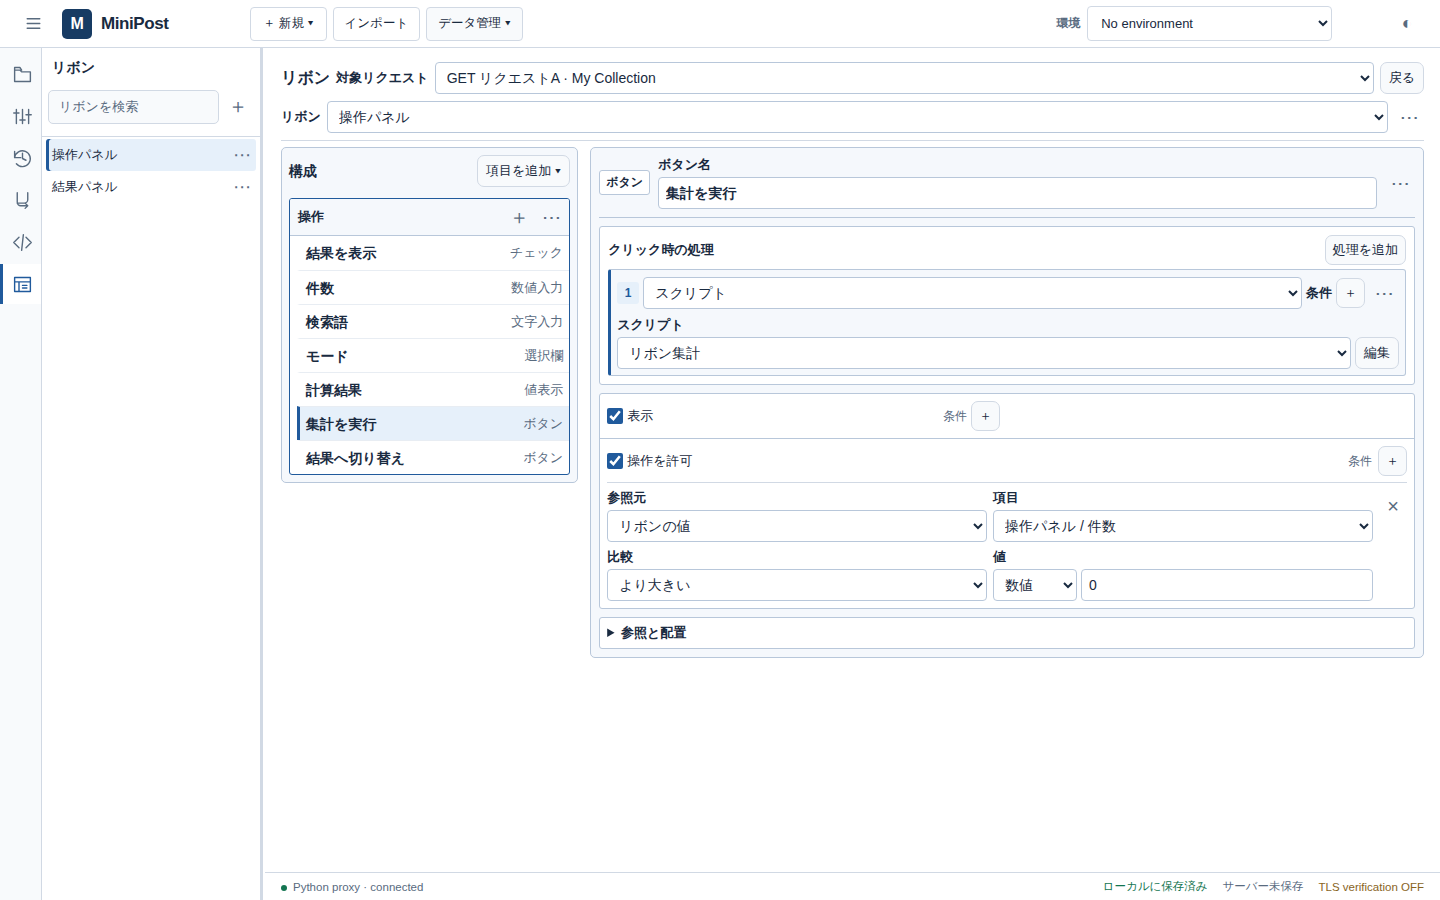 M MiniPost ＋ 新規 ▾ インポート データ管理 ▾ 環境 No environment
リボン
リボンを検索 ＋
操作パネル ···
結果パネル ···
リボン 対象リクエスト GET リクエストA · My Collection 戻る
リボン 操作パネル ···
構成 項目を追加 ▾
操作 ＋ ···
結果を表示 チェック
件数 数値入力
検索語 文字入力
モード 選択欄
計算結果 値表示
集計を実行 ボタン
結果へ切り替え ボタン
ボタン名
ボタン 集計を実行 ···
クリック時の処理 処理を追加
1 スクリプト 条件 ＋ ···
スクリプト
リボン集計 編集
表示 条件 ＋
操作を許可 条件 ＋
参照元 項目 ×
リボンの値 操作パネル / 件数
比較 値
より大きい 数値 0
▶ 参照と配置
Python proxy · connected ローカルに保存済み サーバー未保存 TLS verification OFF